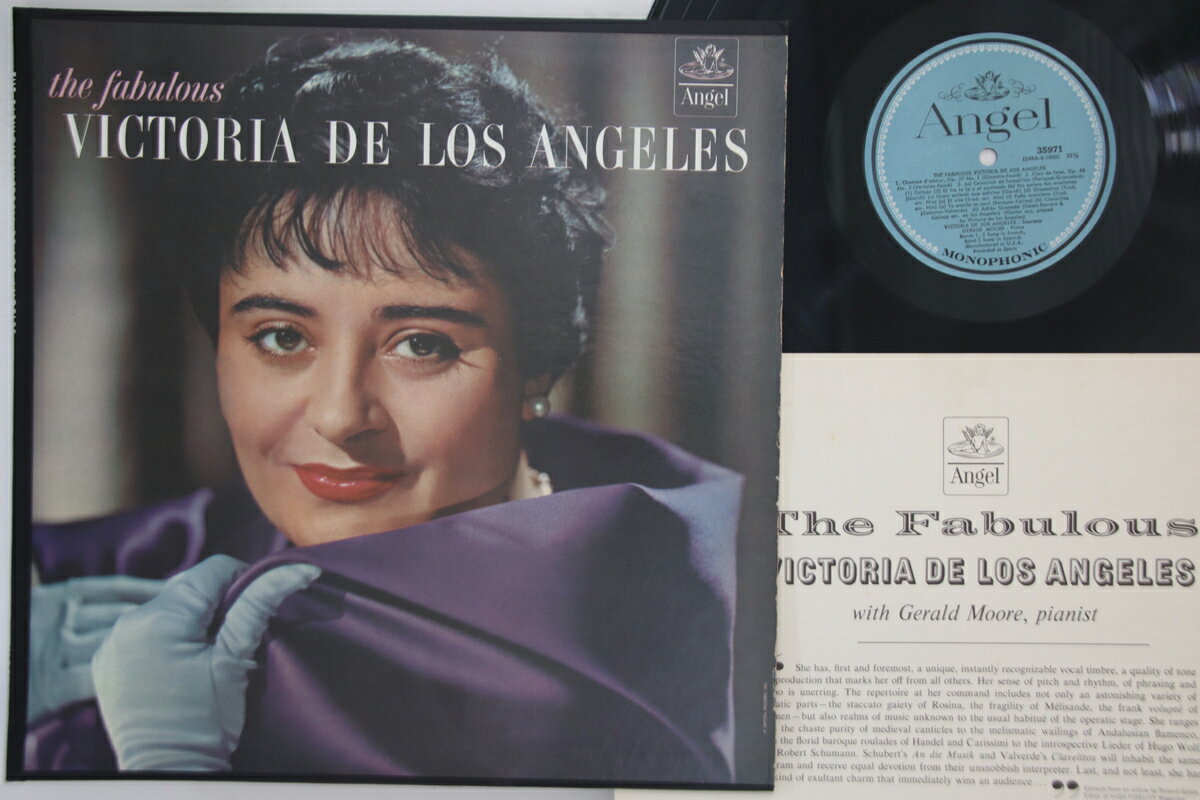 the fabulous
VICTORIA DE LOS ANGELES
Angel
Angel
35971
33⅓
THE FABULOUS VICTORIA DE LOS ANGELES
VICTORIA DE LOS ANGELES - Soprano
GERALD MOORE - Piano
Manufactured in U.S.A.
MONOPHONIC
Angel
The Fabulous
VICTORIA DE LOS ANGELES
with Gerald Moore, pianist
She has, first and foremost, a unique, instantly recognizable vocal timbre, a quality of tone
production that marks her off from all others. Her sense of pitch and rhythm, of phrasing and
is unerring. The repertoire at her command includes not only an astonishing variety of
parts—the staccato gaiety of Rosina, the fragility of Mélisande, the frank volupté of
—but also realms of music unknown to the usual habitué of the operatic stage. She ranges
the chaste purity of medieval canticles to the melismatic wailings of Andalusian flamenco,
the florid baroque roulades of Handel and Carissimi to the introspective Lieder of Hugo
Robert Schumann. Schubert's An die Musik and Valverde's Clavelitos will inhabit the same
and receive equal devotion from their unsnobbish interpreter. Last, and not least, she
kind of exultant charm that immediately wins an audience...